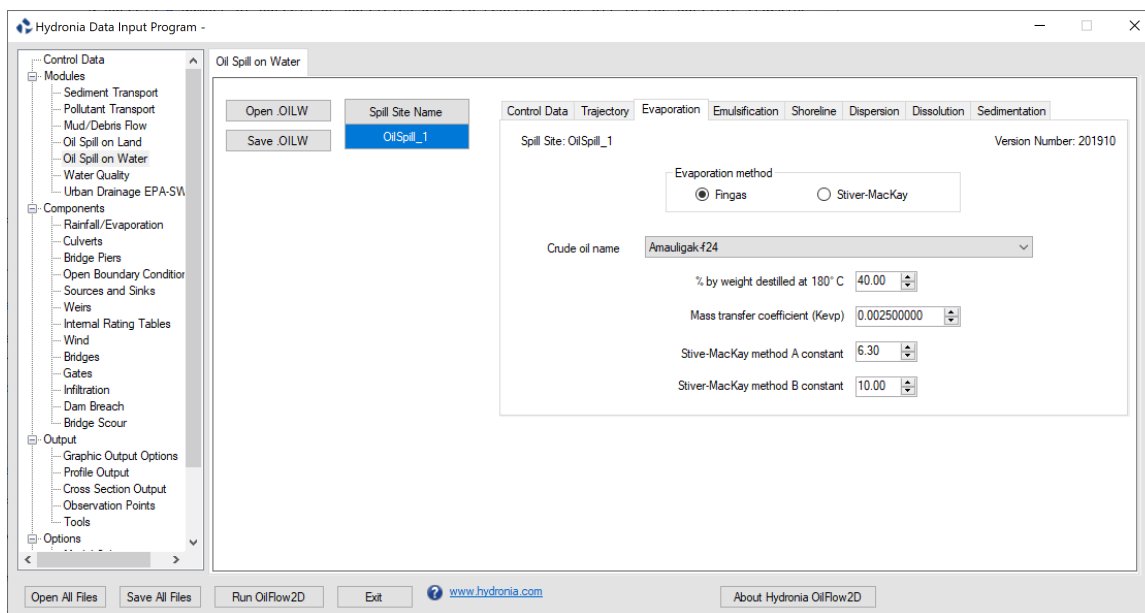 Hydronia Data Input Program -
Control Data
Modules
Sediment Transport
Pollutant Transport
Mud/Debris Flow
Oil Spill on Land
Oil Spill on Water
Water Quality
Urban Drainage EPA-SW
Components
Rainfall/Evaporation
Culverts
Bridge Piers
Open Boundary Condition
Sources and Sinks
Weirs
Internal Rating Tables
Wind
Bridges
Gates
Infiltration
Dam Breach
Bridge Scour
Output
Graphic Output Options
Profile Output
Cross Section Output
Observation Points
Tools
Options
Oil Spill on Water
Open .OILW
Save .OILW
Spill Site Name
OilSpill_1
Control Data Trajectory Evaporation Emulsification Shoreline Dispersion Dissolution Sedimentation
Spill Site: OilSpill_1 Version Number: 201910
Evaporation method
Fingas Stiver-MacKay
Crude oil name Amauligak-f24
% by weight destilled at 180° C 40.00
Mass transfer coefficient (Kevp) 0.002500000
Stive-MacKay method A constant 6.30
Stiver-MacKay method B constant 10.00
Open All Files Save All Files Run OilFlow2D Exit ? www.hydronia.com About Hydronia OilFlow2D